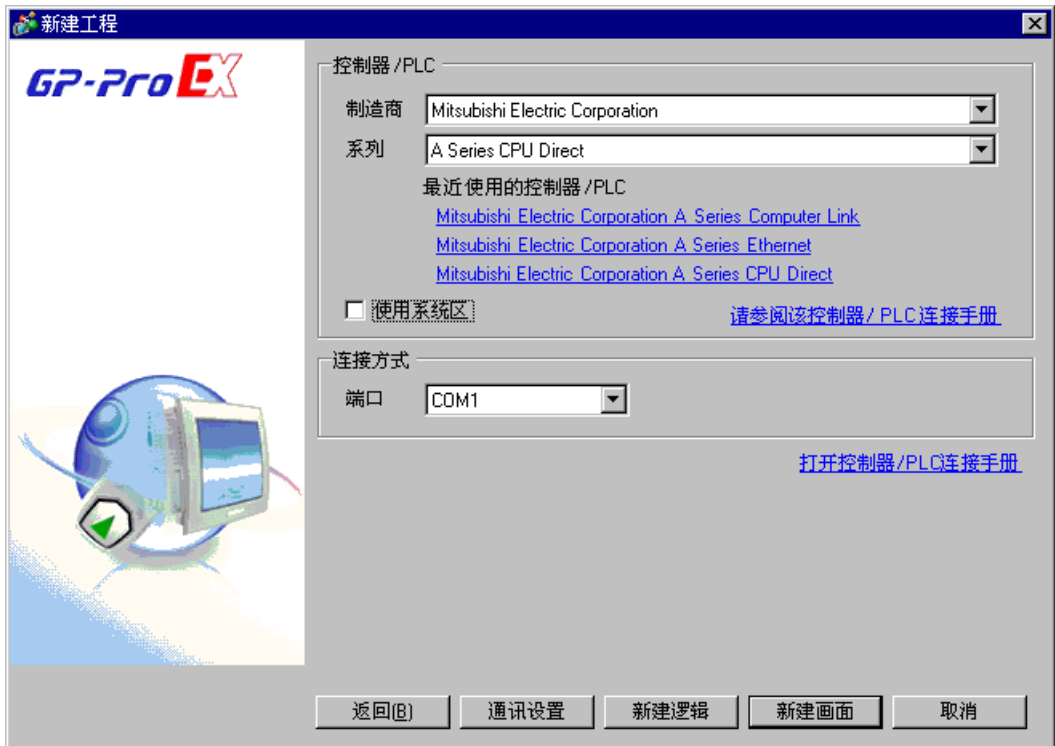 新建工程
GP-Pro EX
控制器/PLC
制造商 Mitsubishi Electric Corporation
系列 A Series CPU Direct
最近使用的控制器/PLC
Mitsubishi Electric Corporation A Series Computer Link
Mitsubishi Electric Corporation A Series Ethernet
Mitsubishi Electric Corporation A Series CPU Direct
使用系统区 请参阅该控制器/ PLC连接手册
连接方式
端口 COM1
打开控制器/PLC连接手册
返回(B) 通讯设置 新建逻辑 新建画面 取消